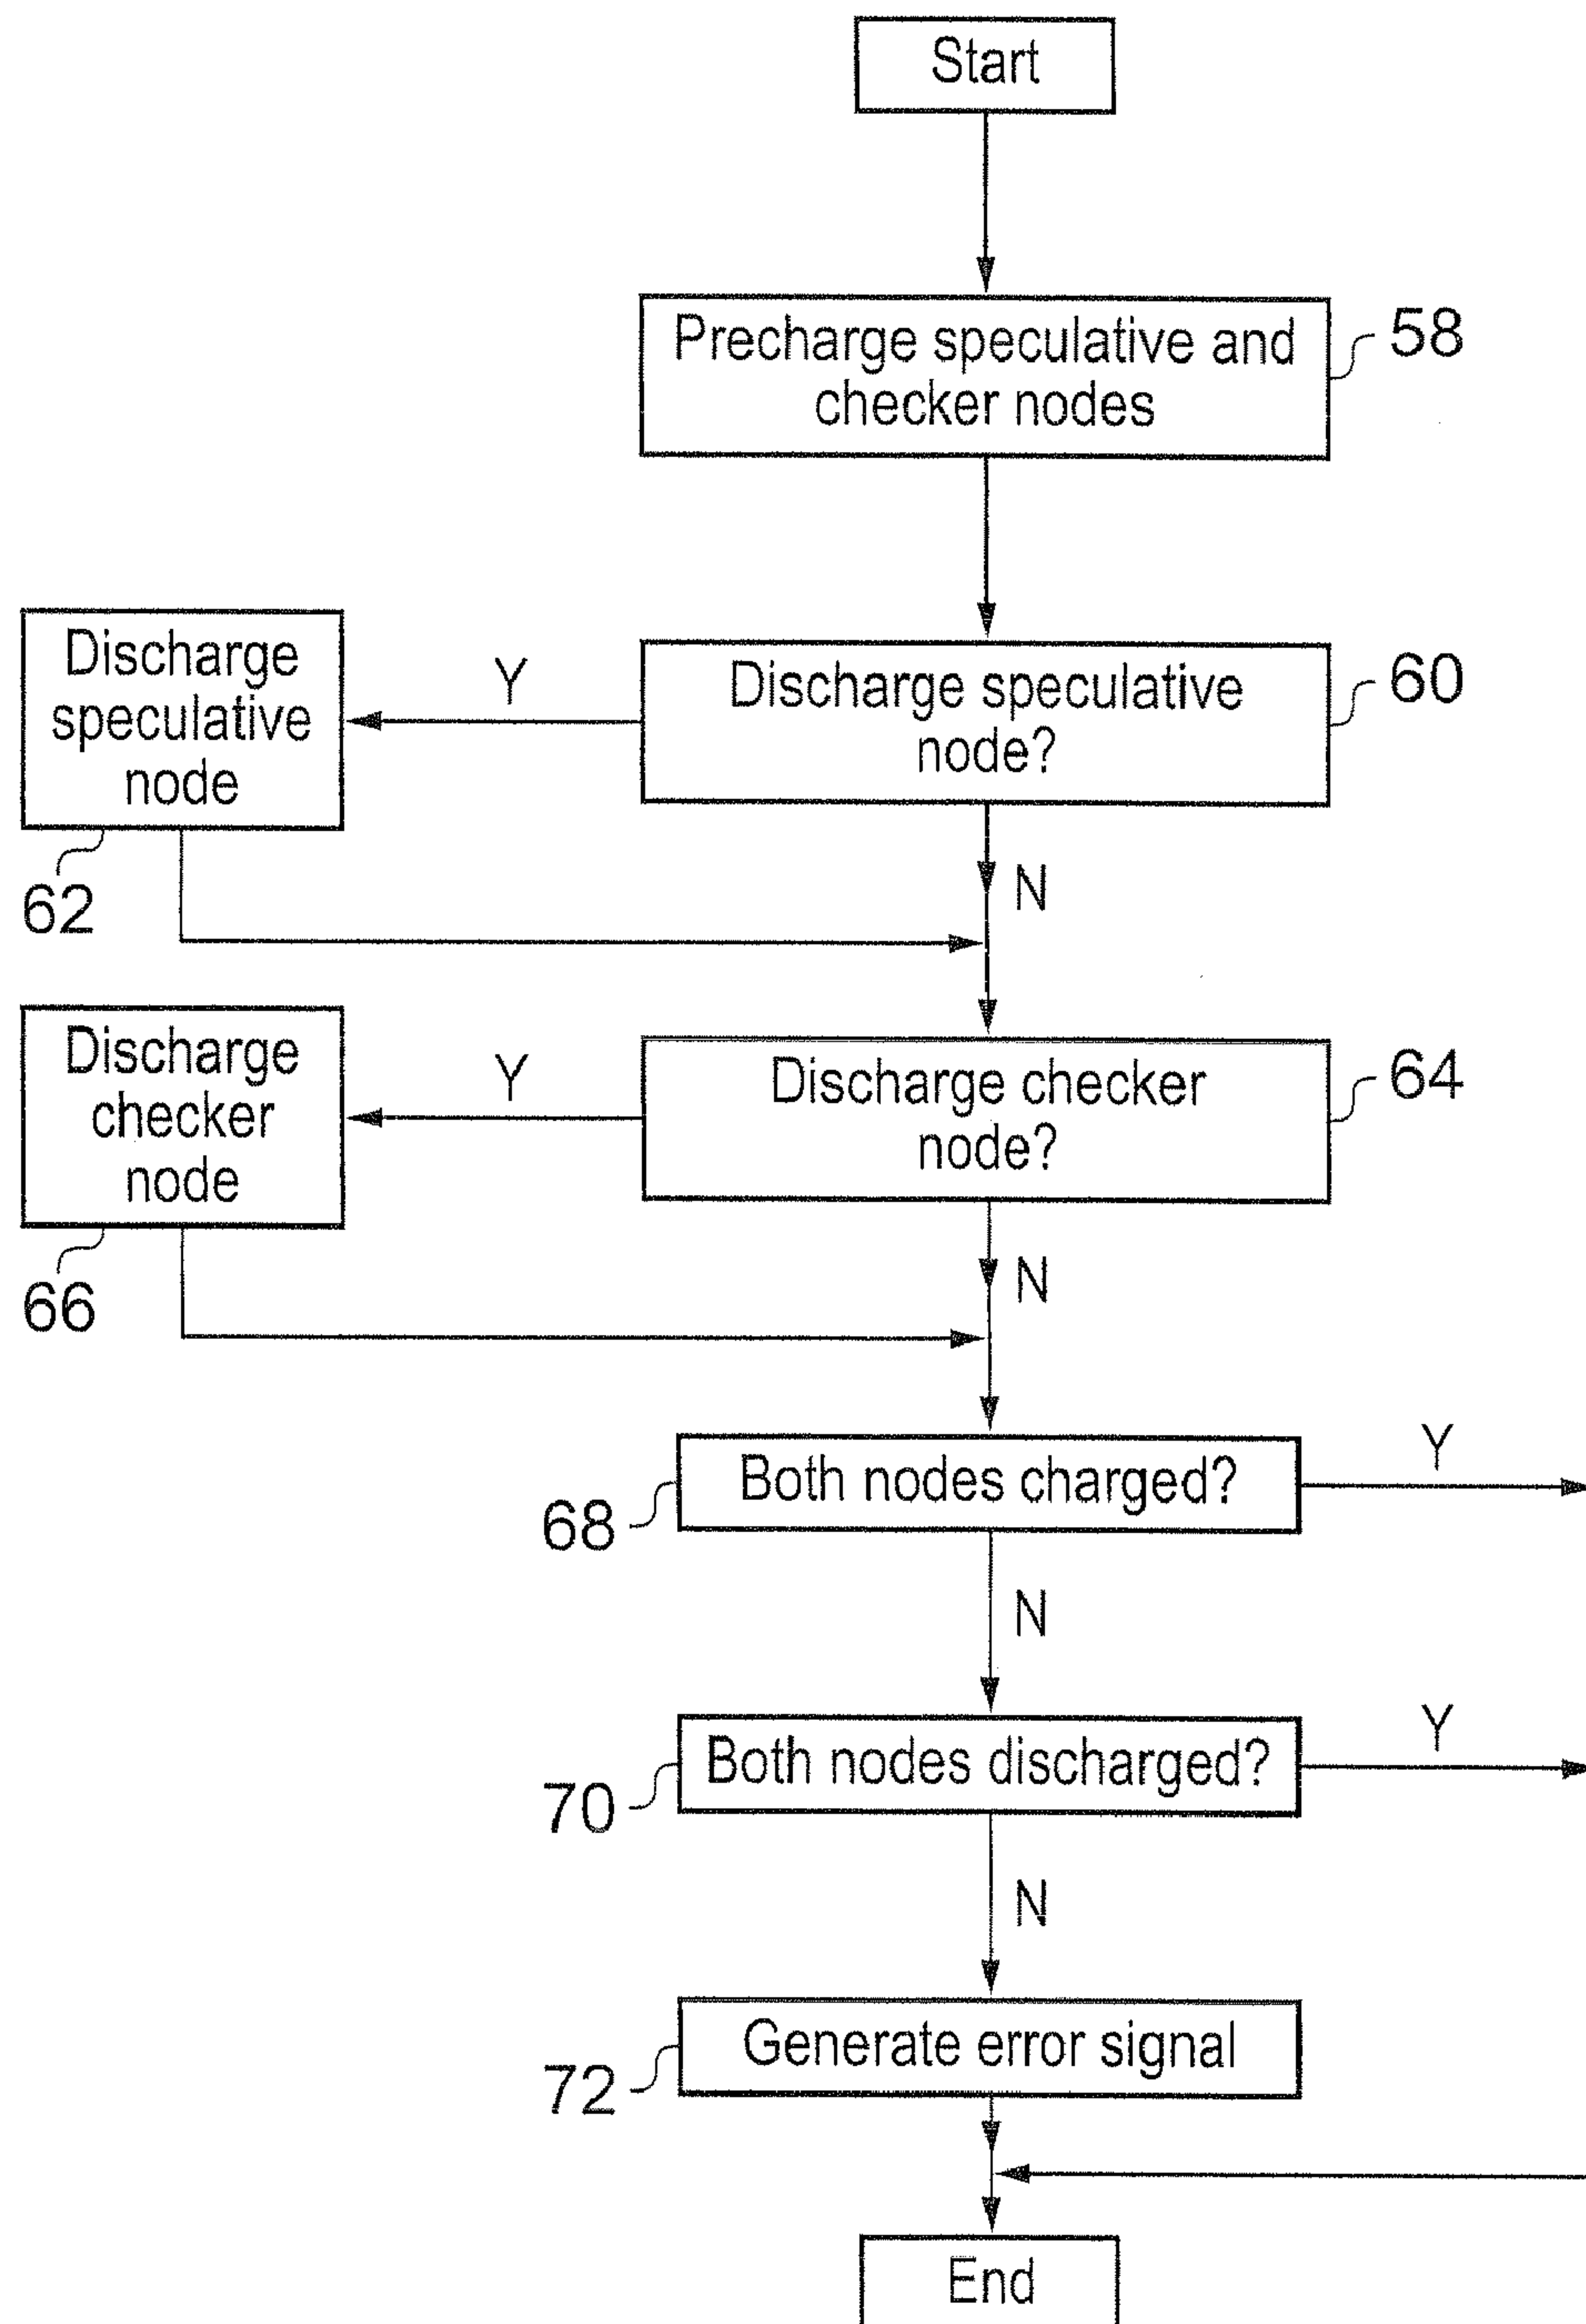 Start
Precharge speculative and
checker nodes
58
Discharge
speculative
node
62
Y
Discharge speculative
node?
60
N
Discharge
checker
node
66
Y
Discharge checker
node?
64
N
Both nodes charged?
68
Y
N
Both nodes discharged?
70
Y
N
Generate error signal
72
End